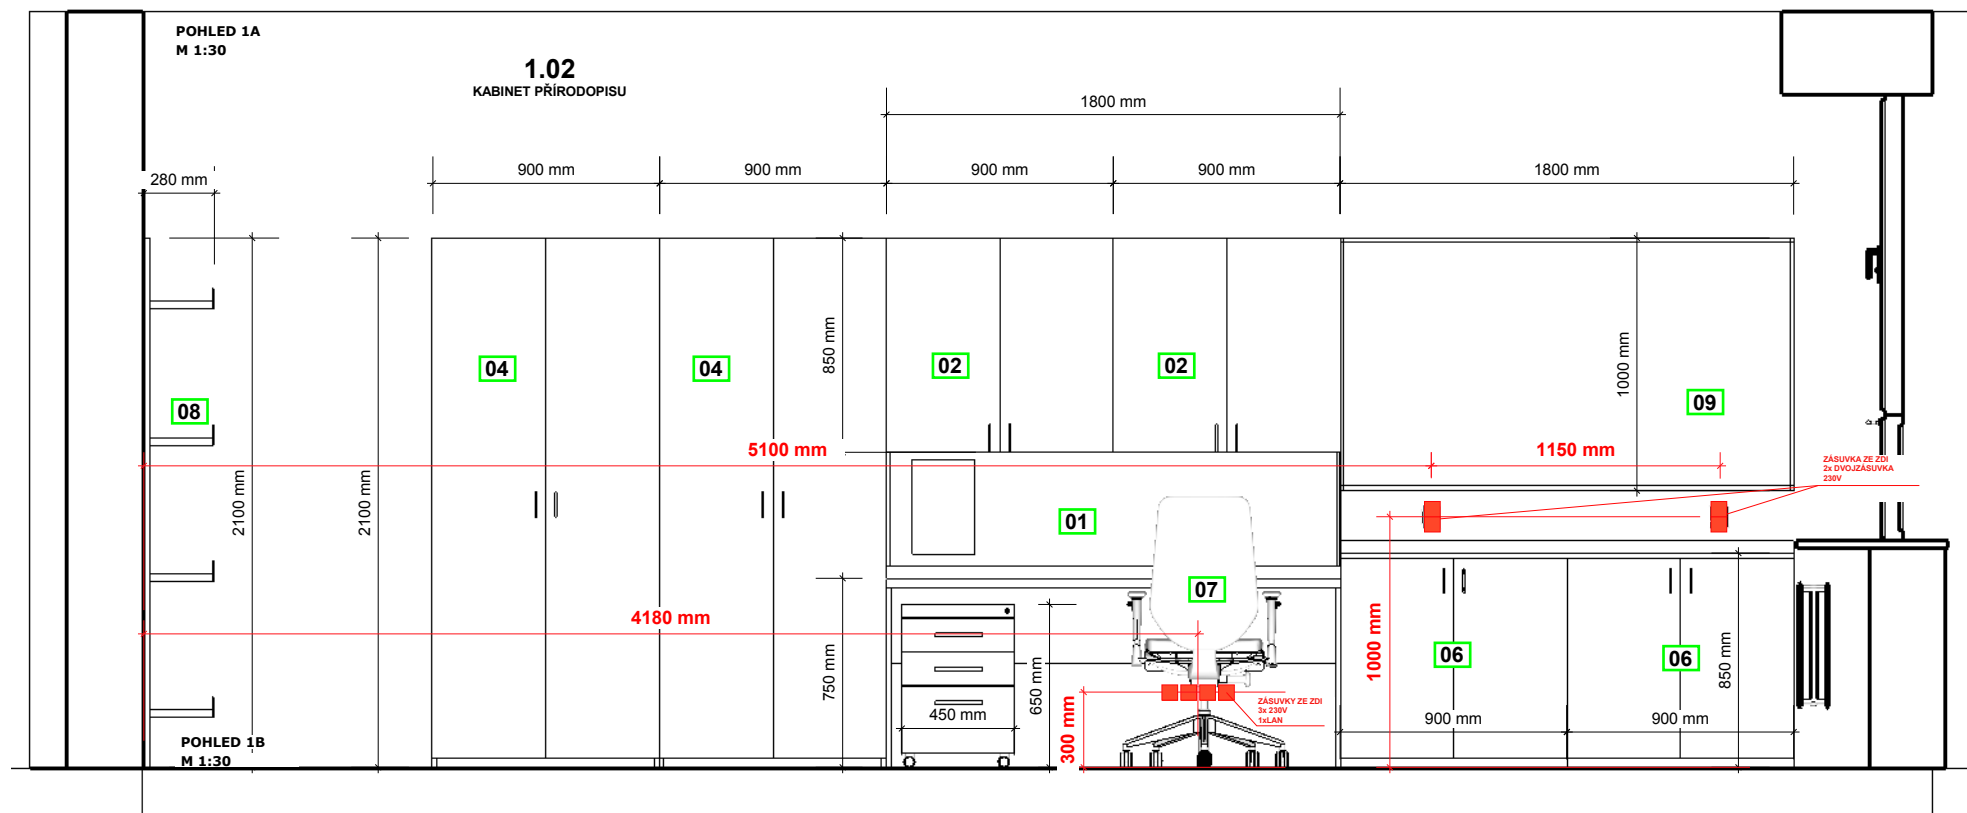 POHLED 1A
M 1:30
1.02
KABINET PŘÍRODOPISU
1800 mm
280 mm
900 mm
900 mm
900 mm
900 mm
1800 mm
850 mm
1000 mm
04
04
02
02
08
09
5100 mm
1150 mm
ZÁSUVKA ZE ZDI
2x DVOJZÁSUVKA
230V
2100 mm
2100 mm
01
07
4180 mm
1000 mm
06
06
750 mm
650 mm
850 mm
450 mm
300 mm
ZÁSUVKY ZE ZDI
3x 230V
1xLAN
900 mm
900 mm
POHLED 1B
M 1:30